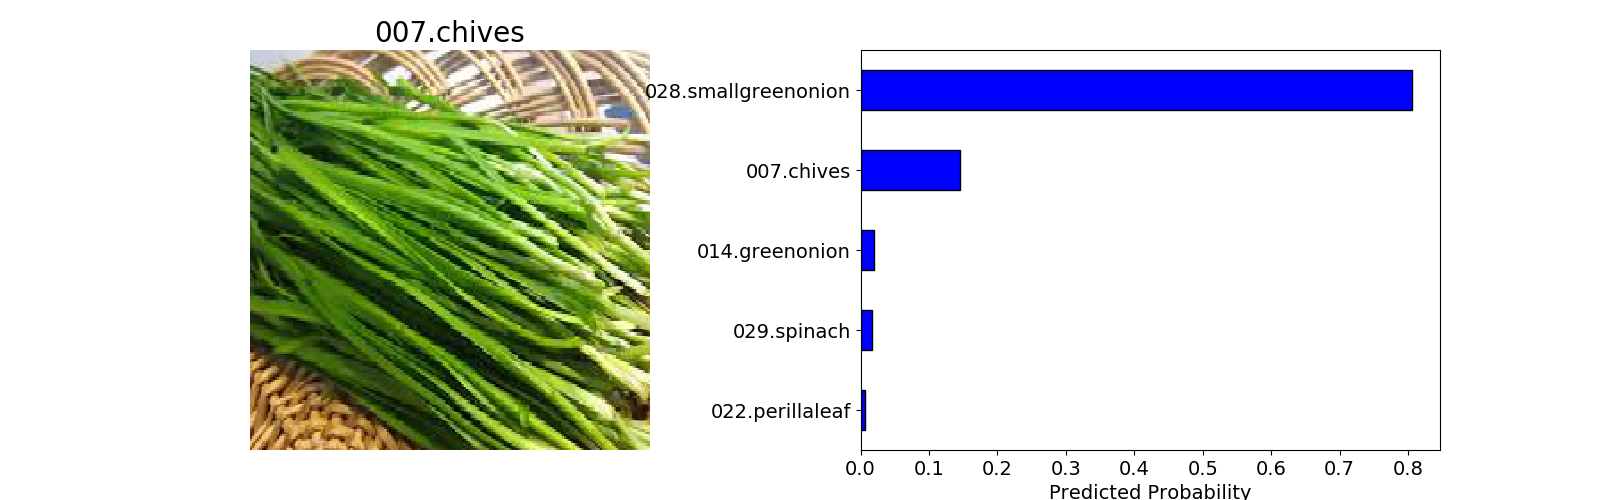 007.chives
028.smallgreenonion
007.chives
014.greenonion
029.spinach
022.perillaleaf
0.0 0.1 0.2 0.3 0.4 0.5 0.6 0.7 0.8
Predicted Probability